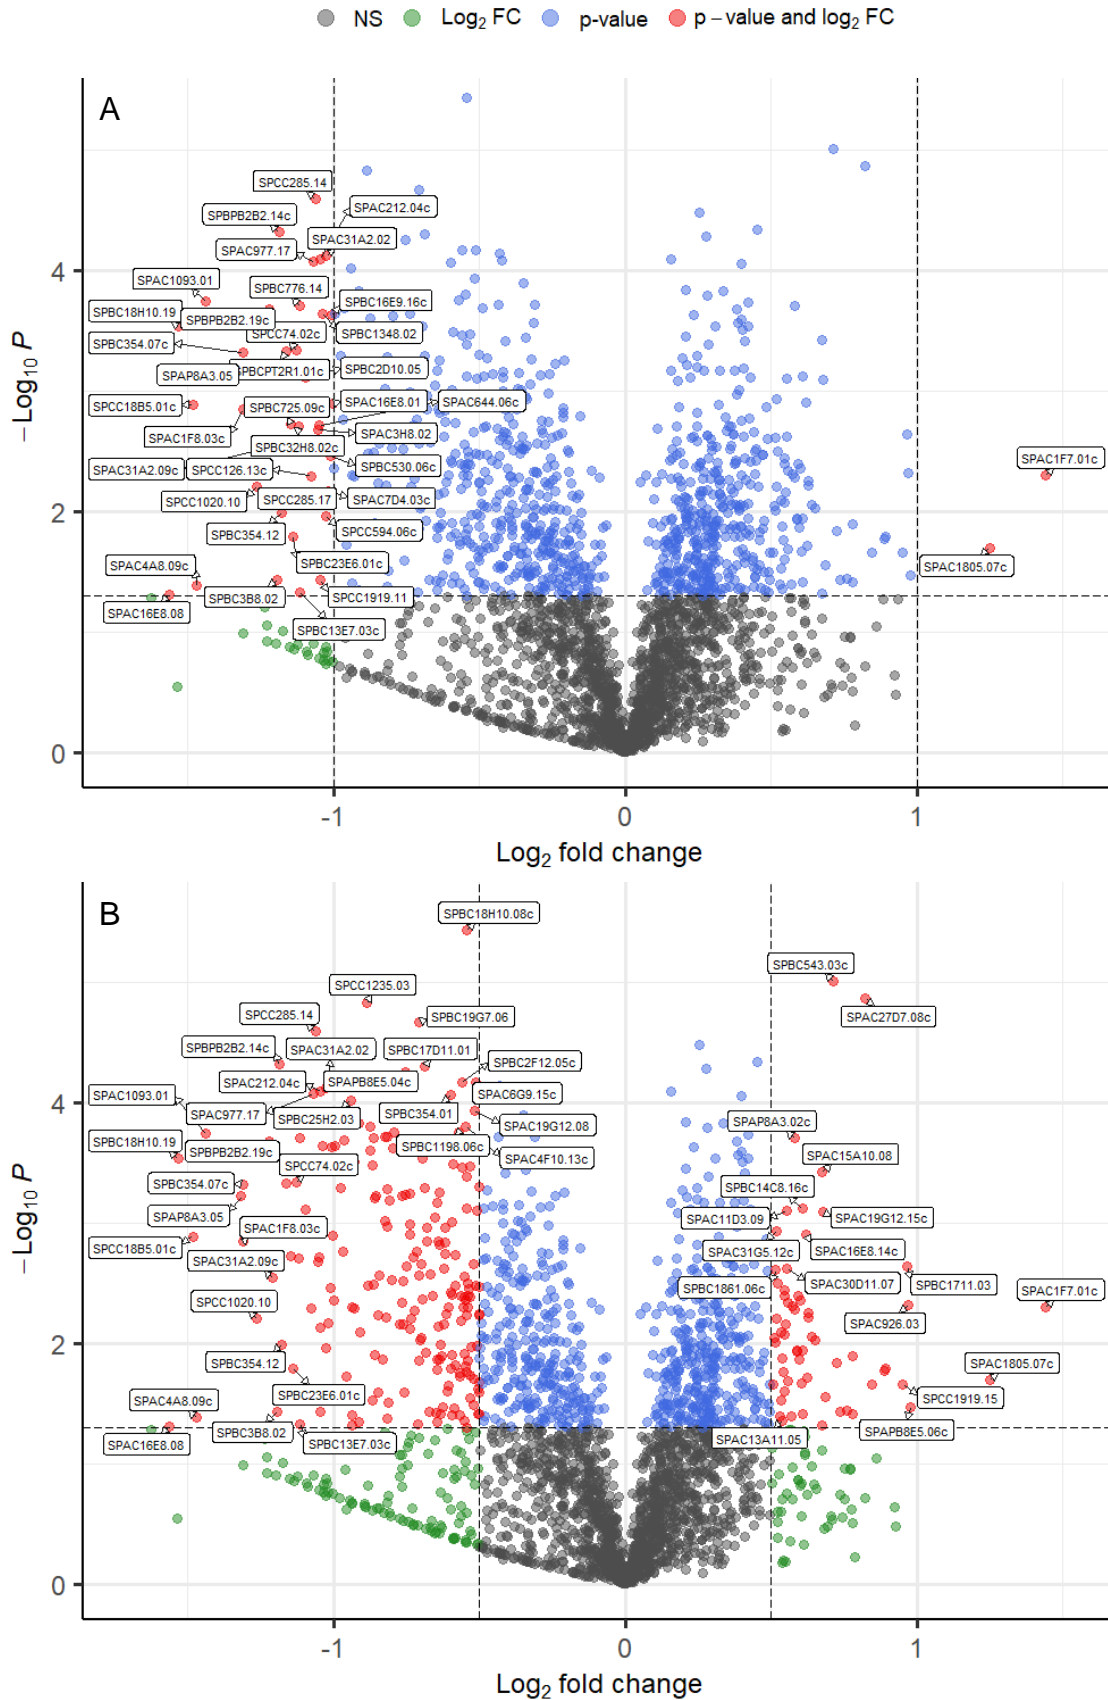 NS Log2 FC p-value p – value and log2 FC
A
SPCC285.14
SPAC212.04c
SPBPB2B2.14c
SPAC31A2.02
SPAC977.17
SPAC1093.01
SPBC776.14
SPBC16E9.16c
SPBC18H10.19
SPBPB2B2.19c
SPCC74.02c
SPBC1348.02
SPBC354.07c
SPAP8A3.05
SPBCPT2R1.01c
SPBC2D10.05
SPCC18B5.01c
SPBC725.09c
SPAC16E8.01
SPAC644.06c
SPAC1F8.03c
SPBC32H8.02c
SPAC3H8.02
SPAC31A2.09c
SPCC126.13c
SPBC530.06c
SPCC1020.10
SPCC285.17
SPAC7D4.03c
SPBC354.12
SPCC594.06c
SPBC23E6.01c
SPAC4A8.09c
SPBC3B8.02
SPCC1919.11
SPAC16E8.08
SPBC13E7.03c
SPAC1F7.01c
SPAC1805.07c
4
2
0
−Log10 P
-1 0 1
Log2 fold change
B
SPBC18H10.08c
SPBC543.03c
SPCC1235.03
SPAC27D7.08c
SPCC285.14
SPBC19G7.06
SPBPB2B2.14c
SPAC31A2.02
SPBC17D11.01
SPBC2F12.05c
SPAC212.04c
SPAPB8E5.04c
SPAC1093.01
SPAC6G9.15c
SPAC977.17
SPBC25H2.03
SPBC354.01
SPAC19G12.08
SPBC18H10.19
SPBPB2B2.19c
SPBC1198.06c
SPAC4F10.13c
SPCC74.02c
SPBC354.07c
SPAP8A3.05
SPAC1F8.03c
SPCC18B5.01c
SPAC31A2.09c
SPCC1020.10
SPBC354.12
SPBC23E6.01c
SPAC4A8.09c
SPBC3B8.02
SPAC16E8.08
SPBC13E7.03c
SPAP8A3.02c
SPAC15A10.08
SPBC14C8.16c
SPAC11D3.09
SPAC19G12.15c
SPAC31G5.12c
SPAC16E8.14c
SPBC1861.06c
SPAC30D11.07
SPBC1711.03
SPAC1F7.01c
SPAC926.03
SPAC1805.07c
SPCC1919.15
SPAC13A11.05
SPAPB8E5.06c
4
2
0
−Log10 P
-1 0 1
Log2 fold change